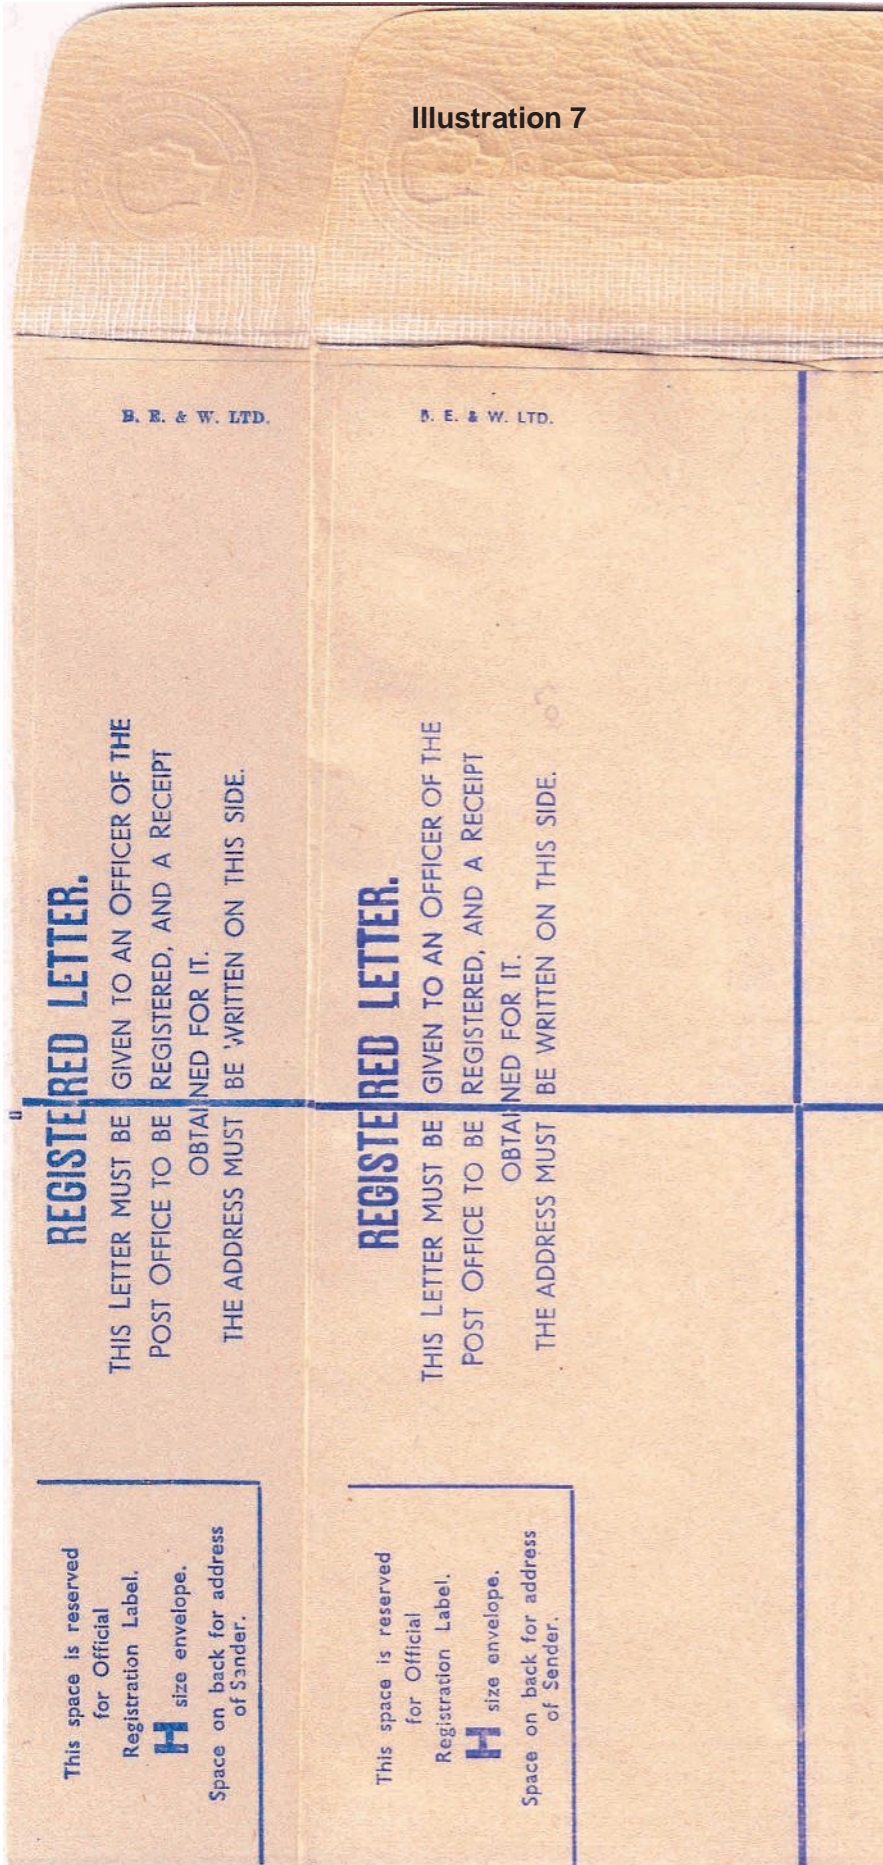 Illustration 7
B. E. & W. LTD.
REGISTERED LETTER.
THIS LETTER MUST BE GIVEN TO AN OFFICER OF THE
POST OFFICE TO BE REGISTERED, AND A RECEIPT
OBTAINED FOR IT.
THE ADDRESS MUST BE WRITTEN ON THIS SIDE.
This space is reserved
for Official
Registration Label.
H size envelope.
Space on back for address
of Sender.
B. E. & W. LTD.
REGISTERED LETTER.
THIS LETTER MUST BE GIVEN TO AN OFFICER OF THE
POST OFFICE TO BE REGISTERED, AND A RECEIPT
OBTAINED FOR IT.
THE ADDRESS MUST BE WRITTEN ON THIS SIDE.
This space is reserved
for Official
Registration Label.
H size envelope.
Space on back for address
of Sender.